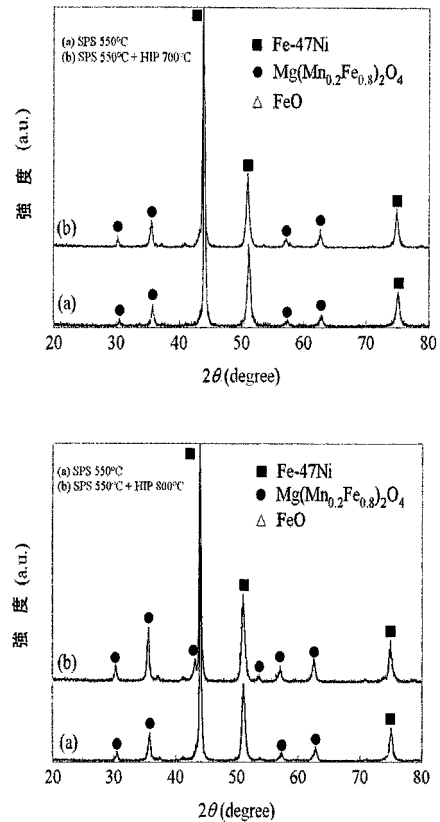 (a) SPS 550°C
(b) SPS 550°C + HIP 700°C
■ Fe-47Ni
● Mg(Mn0.2Fe0.8)2O4
△ FeO
強 度 (a.u.)
(b)
(a)
20 30 40 50 60 70 80
2θ (degree)
(a) SPS 550°C
(b) SPS 550°C + HIP 800°C
■ Fe-47Ni
● Mg(Mn0.2Fe0.8)2O4
△ FeO
強 度 (a.u.)
(b)
(a)
20 30 40 50 60 70 80
2θ (degree)